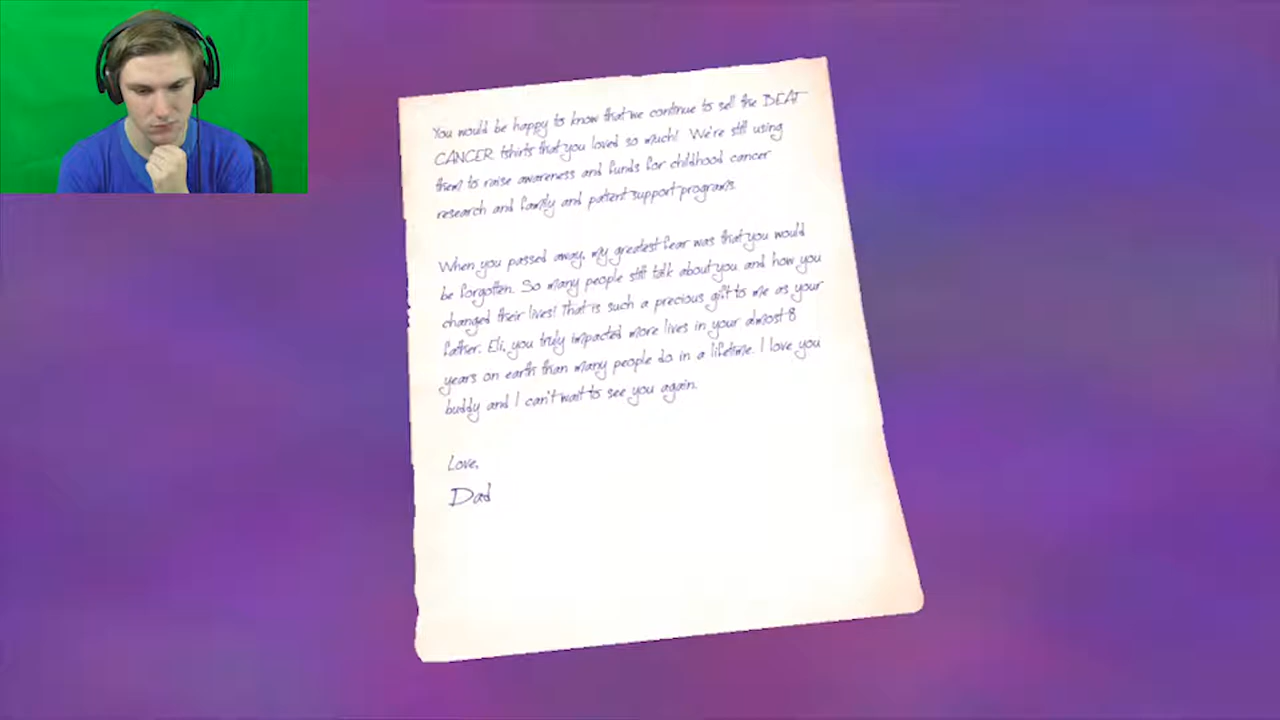 You would be happy to know that we continue to sell the BEAT
CANCER tshirts that you loved so much! We're still using
them to raise awareness and funds for childhood cancer
research and family and patient support programs.
When you passed away, my greatest fear was that you would
be forgotten. So many people still talk about you and how you
changed their lives! That is such a precious gift to me as your
father. Eli, you truly impacted more lives in your almost 8
years on earth than many people do in a lifetime. I love you
buddy and I can't wait to see you again.
Love,
Dad